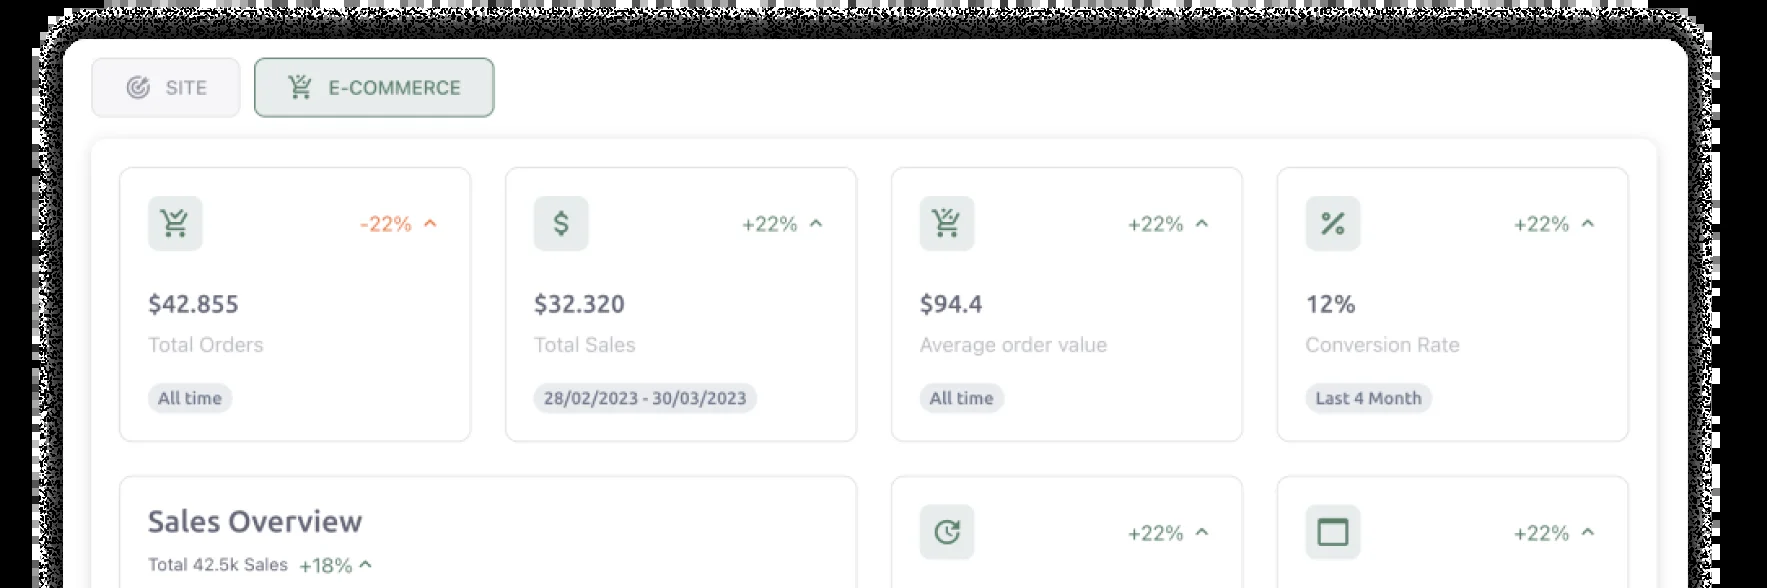 SITE
E-COMMERCE
-22%
+22%
+22%
+22%
$42.855
$32.320
$94.4
12%
Total Orders
Total Sales
Average order value
Conversion Rate
All time
28/02/2023 - 30/03/2023
All time
Last 4 Month
Sales Overview
Total 42.5k Sales +18%
+22%
+22%